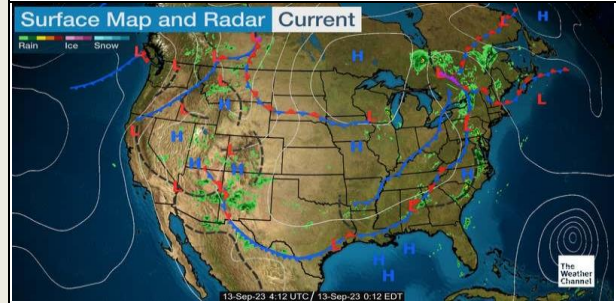 Surface Map and Radar Current
Rain Ice Snow
H
H
L
L
L
L
L
L
L
H
L
L
H
H
L
H
L
H
H
H
L
L
L
L
H
H
H
The
Weather
Channel
13-Sep-23 4:12 UTC / 13-Sep-23 0:12 EDT